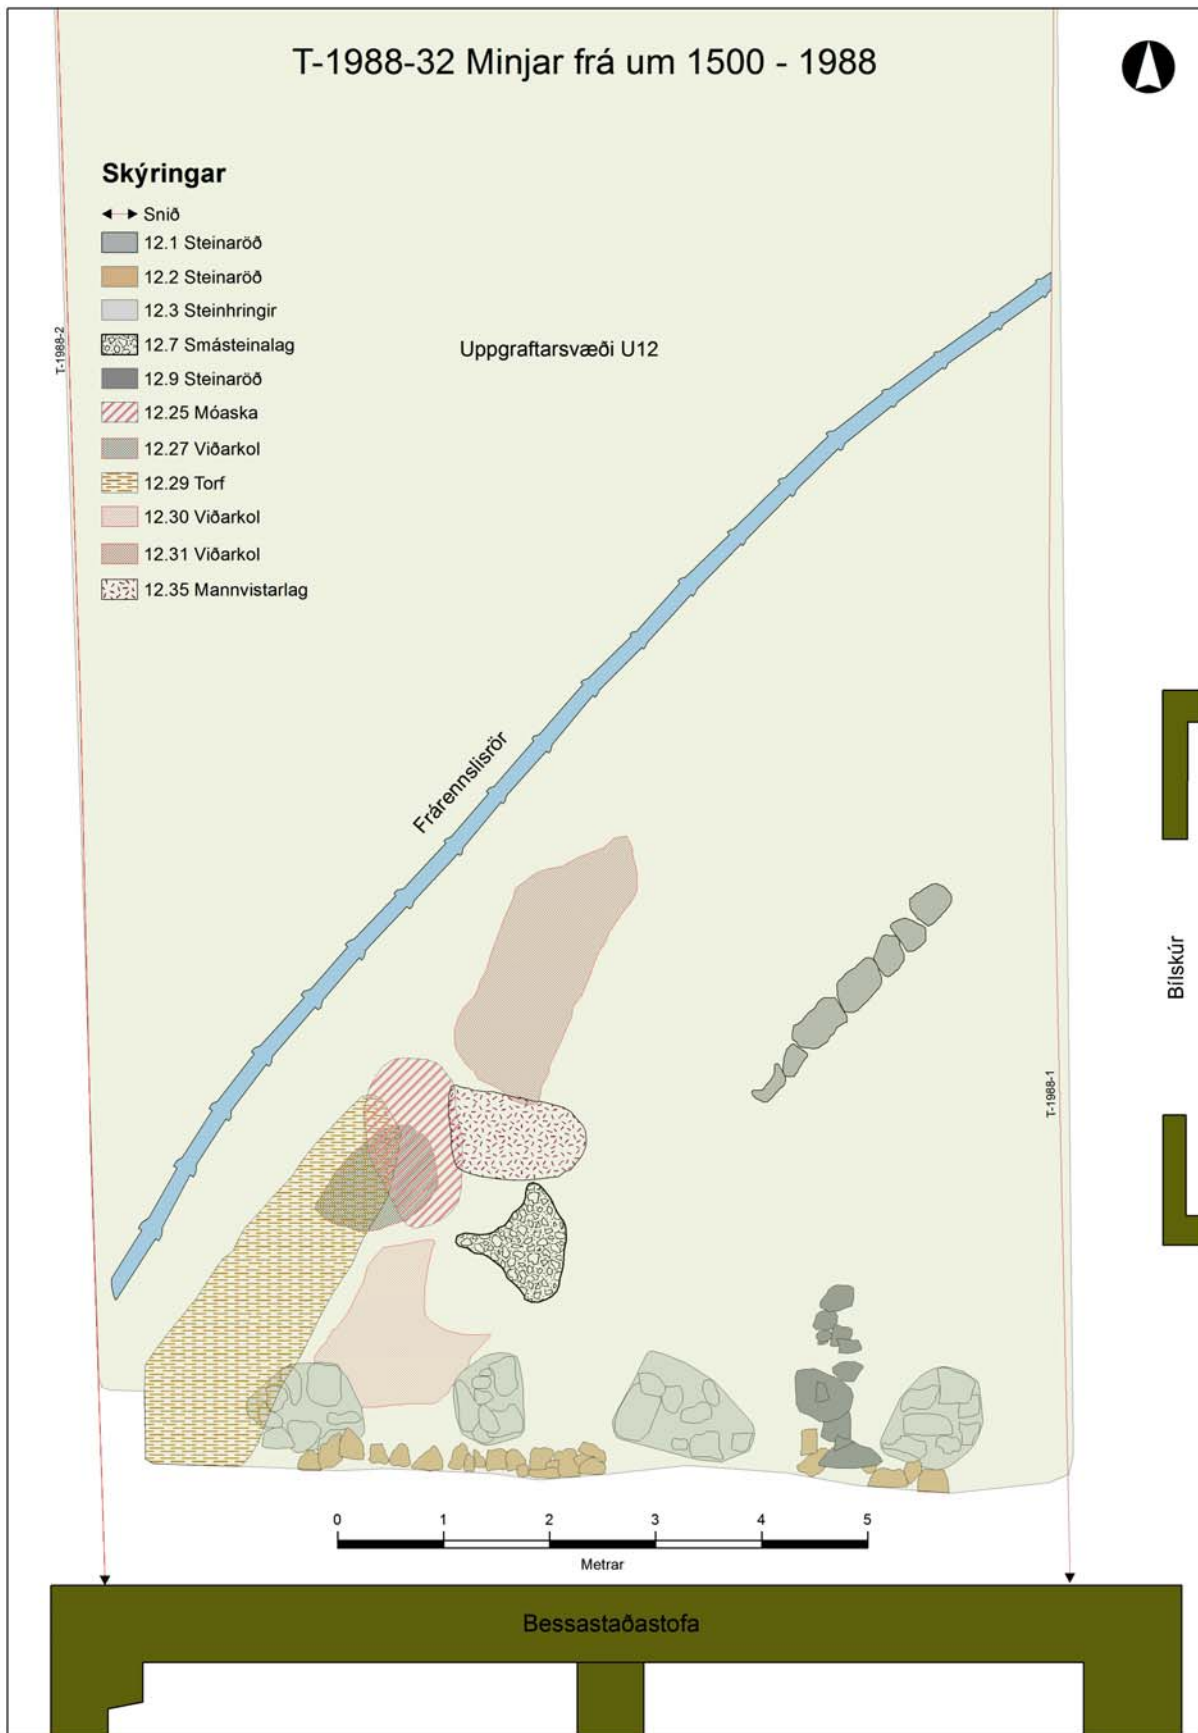 T-1988-32 Minjar frá um 1500 - 1988
Skýringar
Snið
12.1 Steinaröð
12.2 Steinaröð
12.3 Steinhringir
12.7 Smásteinalag
12.9 Steinaröð
12.25 Móaska
12.27 Viðarkol
12.29 Torf
12.30 Viðarkol
12.31 Viðarkol
12.35 Mannvistarlag
T-1988-2
Uppgraftarsvæði U12
Frárennslisrör
Bílskúr
T-1988-1
0 1 2 3 4 5
Metrar
Bessastaðastofa